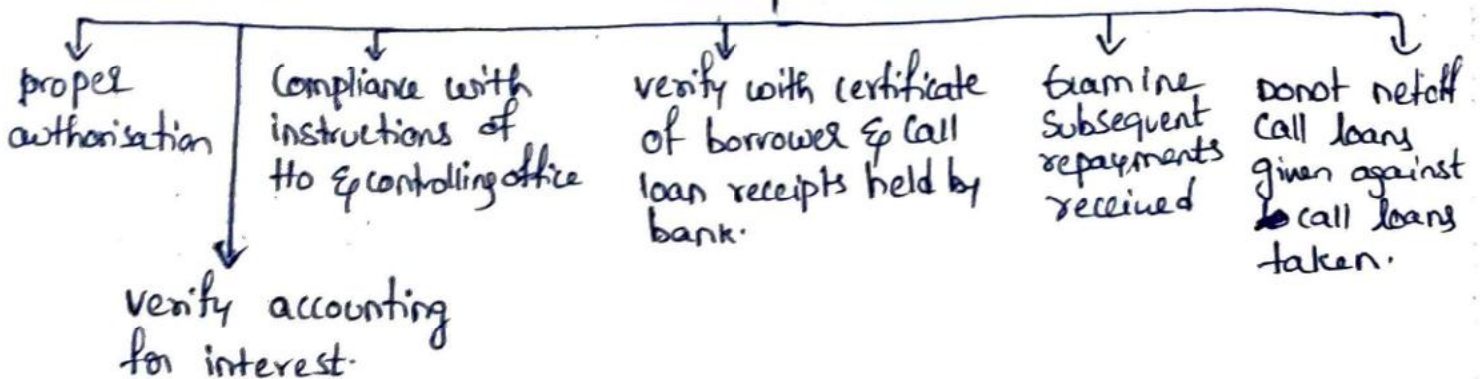 proper
authorisation
Compliance with
instructions of
HO & controlling office
verify with certificate
of borrower & call
loan receipts held by
bank.
Examine
subsequent
repayments
received
Donot netoff
call loans
given against
call loans
taken.
verify accounting
for interest.